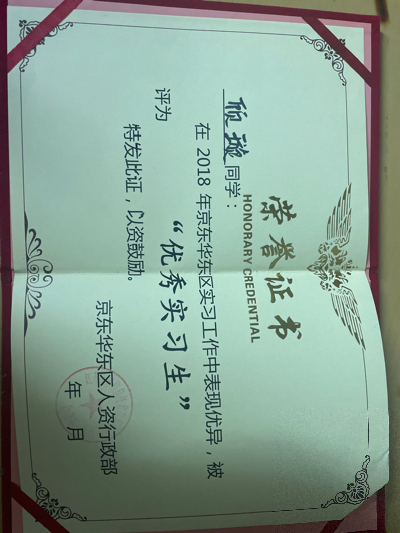 荣誉证书
HONORARY CREDENTIAL
顾璇同学：
在 2018 年京东华东区实习工作中表现优异，被
评为
“优秀实习生”
特发此证，以资鼓励。
京东华东区人资行政部
年 月